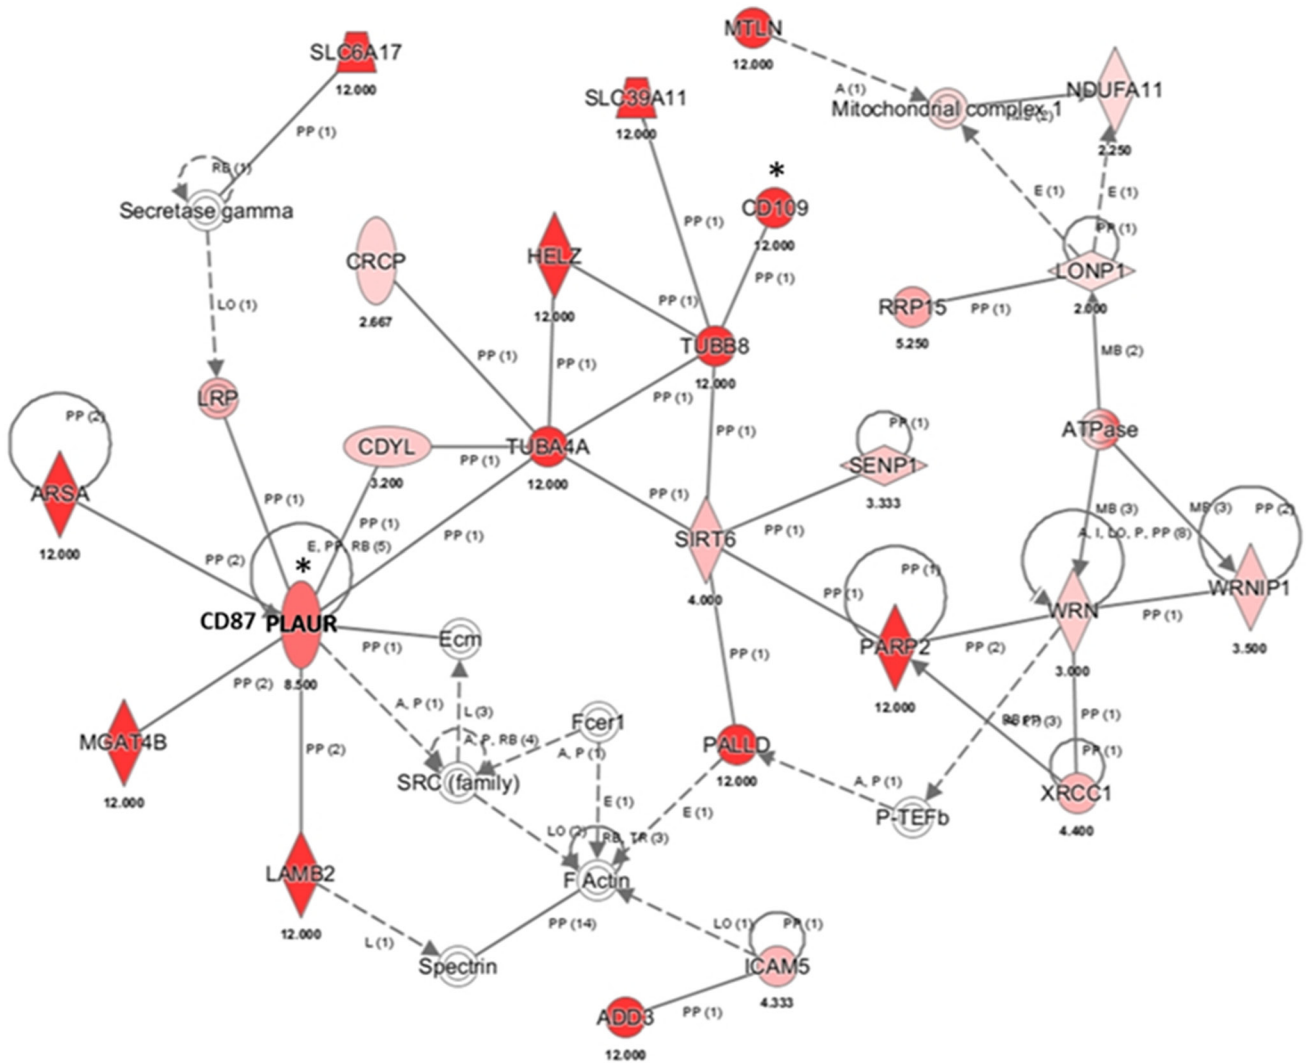 MTLN
12.000
SLC6A17
12.000
A (1)
NDUFA11
2.250
Mitochondrial complex 1
SLC39A11
12.000
PP (1)
*
CD109
12.000
RB (1)
Secretase gamma
E (1)
E (1)
PP (1)
PP (1)
PP (1)
CRCP
2.667
HELZ
12.000
LONP1
2.000
LO (1)
PP (1)
RRP15
5.250
PP (1)
TUBB8
12.000
PP (1)
PP (1)
MB (2)
LRP
PP (1)
PP (2)
CDYL
3.200
PP (1)
TUBA4A
12.000
PP (1)
PP (1)
SENP1
3.333
ATPase
ARSA
12.000
PP (1)
PP (1)
PP (1)
PP (1)
PP (1)
MB (3)
MB (3)
PP (2)
SIRT6
4.000
A, I, LO, P, PP (8)
E, PP, RB (5)
PP (2)
*
PP (1)
PP (1)
WRNIP1
3.500
CD87 PLAUR
8.500
WRN
3.000
PP (1)
Ecm
PP (1)
PARP2
12.000
PP (2)
PP (1)
PP (2)
A, P (1)
L (3)
Fcer1
MGAT4B
12.000
PP (2)
A, P, RB (4)
A, P (1)
PALLD
12.000
PP (1)
PP (1)
SRC (family)
A, P (1)
XRCC1
4.400
E (1)
E (1)
P-TEFb
LO (2)
RB, TR (3)
LAMB2
12.000
F Actin
PP (14)
LO (1)
PP (1)
L (1)
Spectrin
ICAM5
4.333
ADD3
12.000
PP (1)